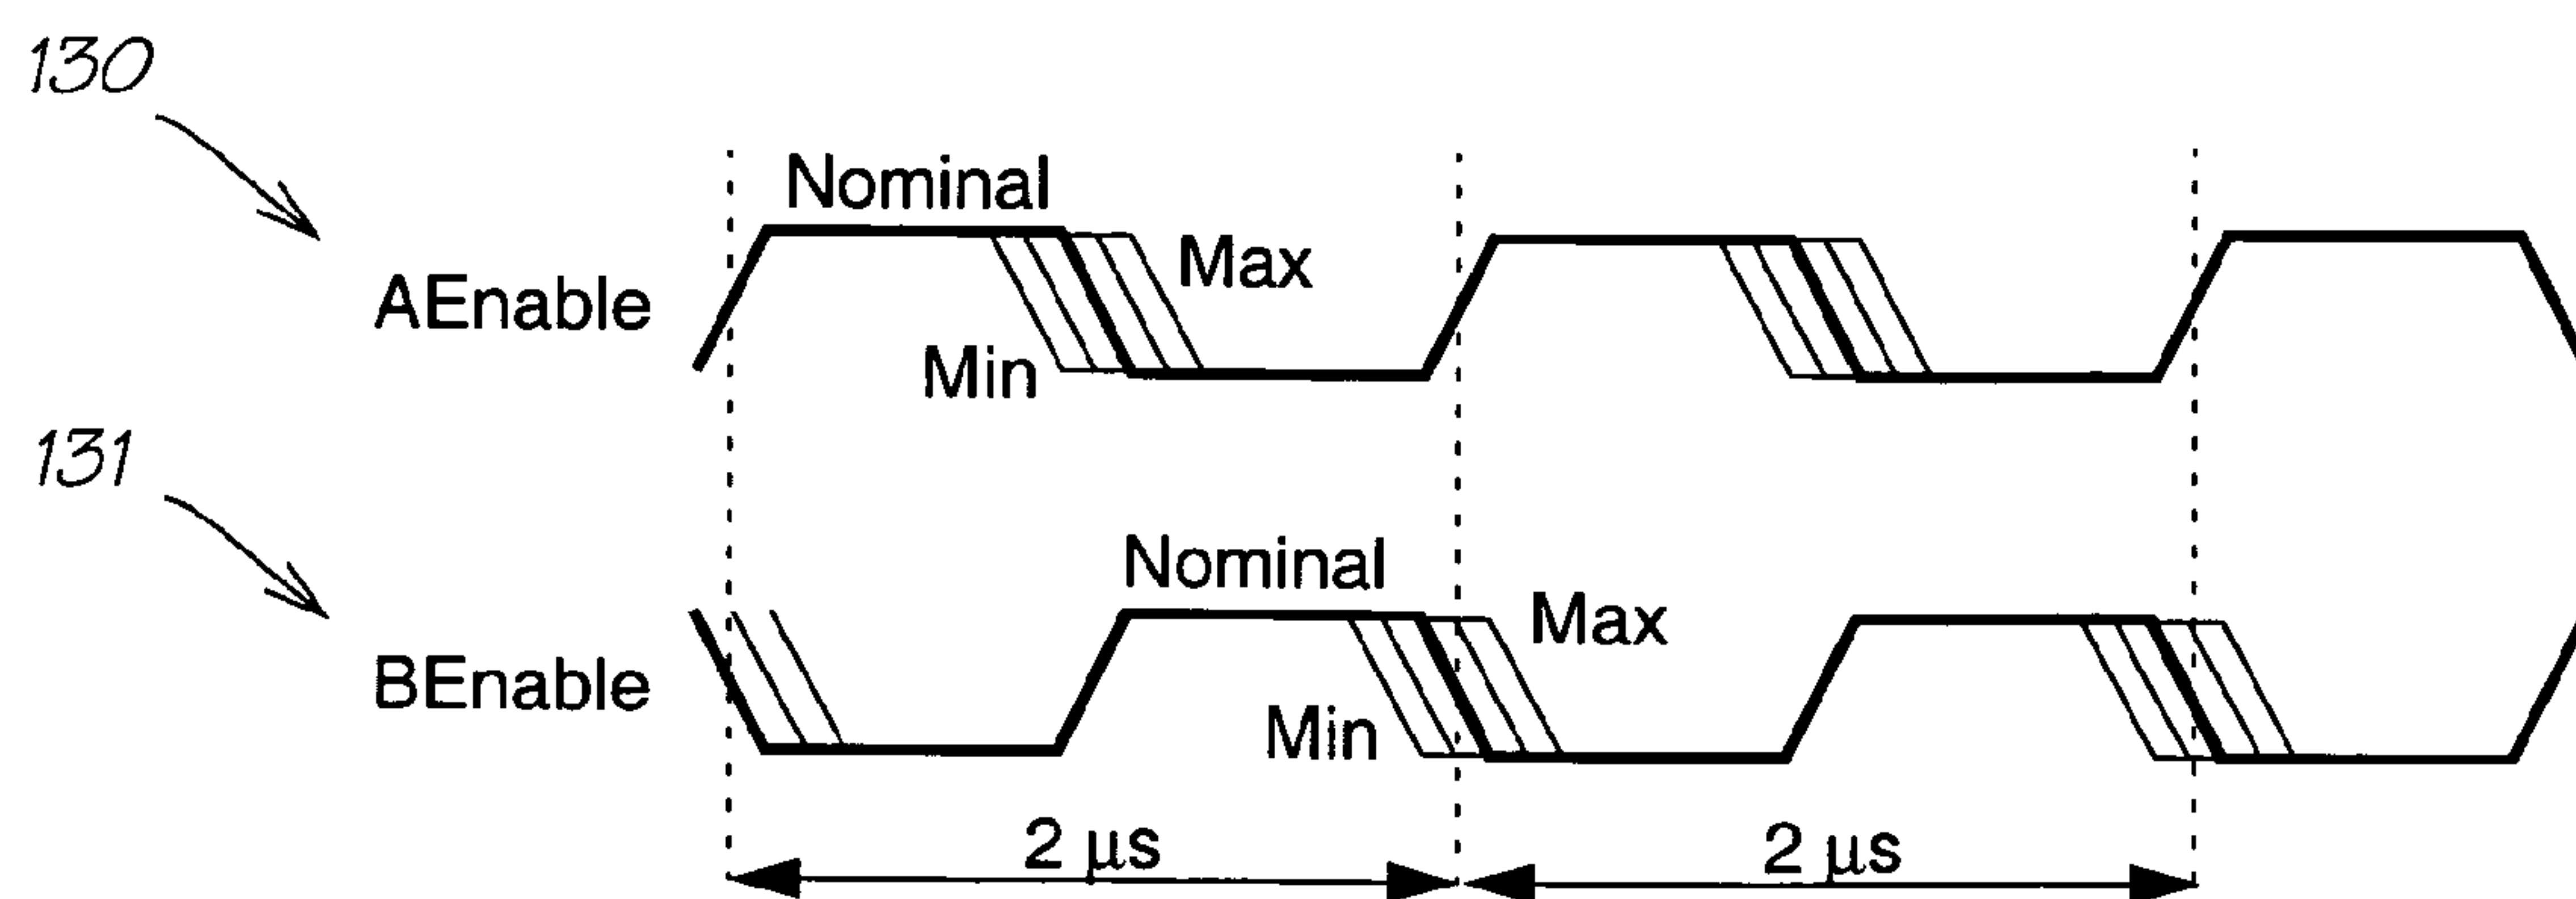 130
Nominal
AEnable
Max
Min
131
Nominal
BEnable
Max
Min
2 μs
2 μs